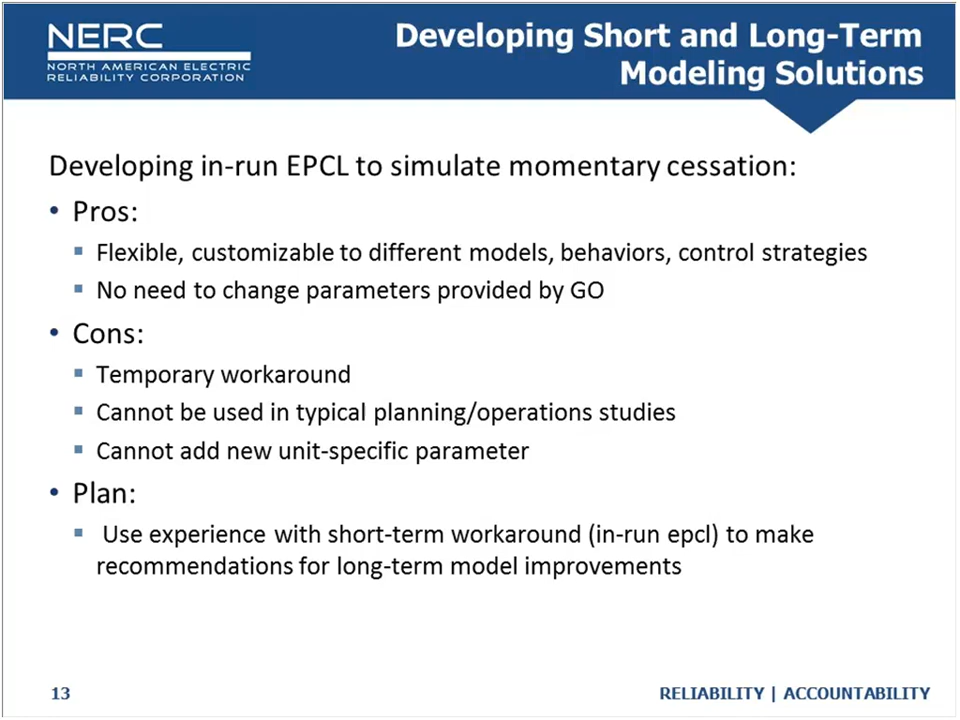 NERC
NORTH AMERICAN ELECTRIC
RELIABILITY CORPORATION
Developing Short and Long-Term
Modeling Solutions
Developing in-run EPCL to simulate momentary cessation:
• Pros:
▪ Flexible, customizable to different models, behaviors, control strategies
▪ No need to change parameters provided by GO
• Cons:
▪ Temporary workaround
▪ Cannot be used in typical planning/operations studies
▪ Cannot add new unit-specific parameter
• Plan:
▪ Use experience with short-term workaround (in-run epcl) to make
recommendations for long-term model improvements
13
RELIABILITY | ACCOUNTABILITY